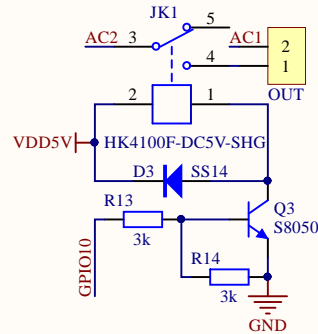 JK1
5
AC2 3 AC1 2
4 1
OUT
2 1
VDD5V HK4100F-DC5V-SHG
D3 SS14
R13 Q3
S8050
3k
GPIO10
R14
3k
GND